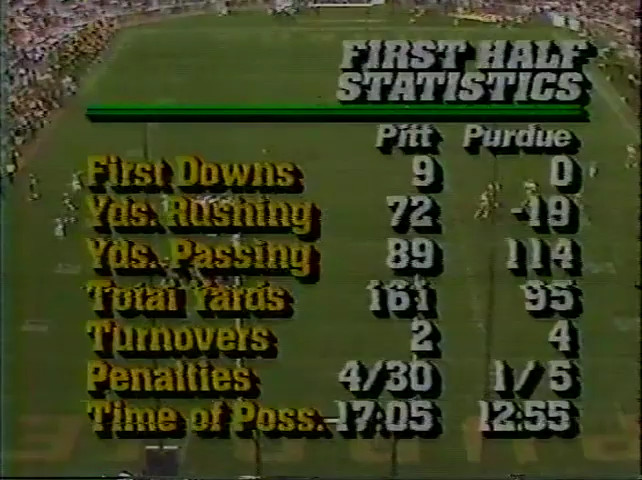 FIRST HALF
STATISTICS
Pitt Purdue
First Downs 9 0
Yds. Rushing 72 -19
Yds. Passing 89 114
Total Yards 161 95
Turnovers 2 4
Penalties 4/30 1/5
Time of Poss. 17:05 12:55